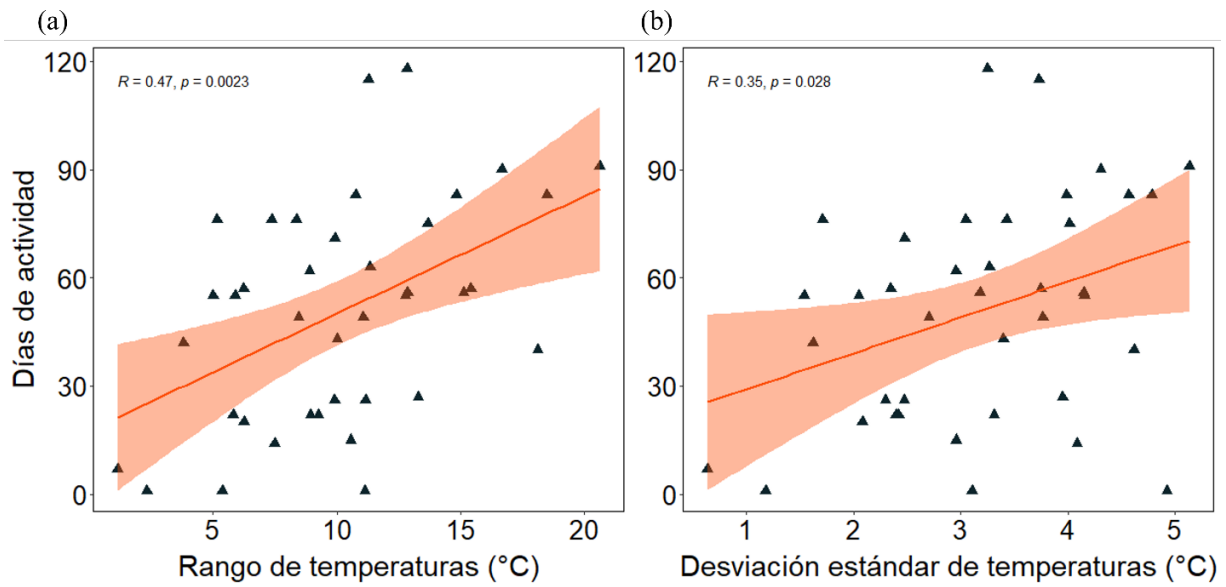 (a)
(b)
R = 0.47, p = 0.0023
R = 0.35, p = 0.028
120
90
60
30
0
Días de actividad
5
10
15
20
Rango de temperaturas (°C)
120
90
60
30
0
1
2
3
4
5
Desviación estándar de temperaturas (°C)